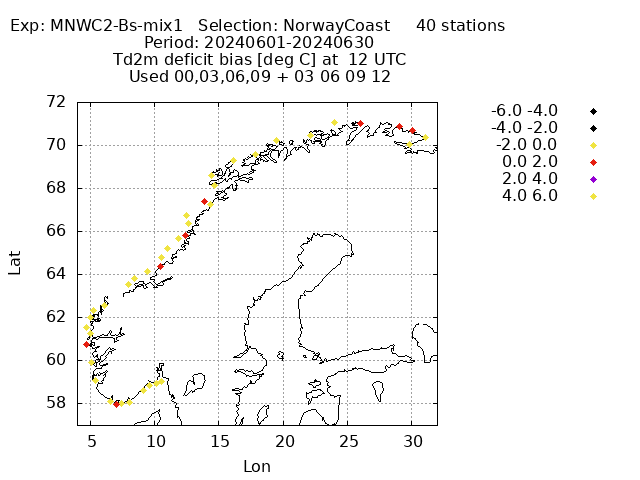 Exp: MNWC2-Bs-mix1   Selection: NorwayCoast     40 stations
Period: 20240601-20240630
Td2m deficit bias [deg C] at  12 UTC
Used 00,03,06,09 + 03 06 09 12
-6.0 -4.0
-4.0 -2.0
-2.0 0.0
0.0 2.0
2.0 4.0
4.0 6.0
72
70
68
66
64
62
60
58
Lat
5 10 15 20 25 30
Lon